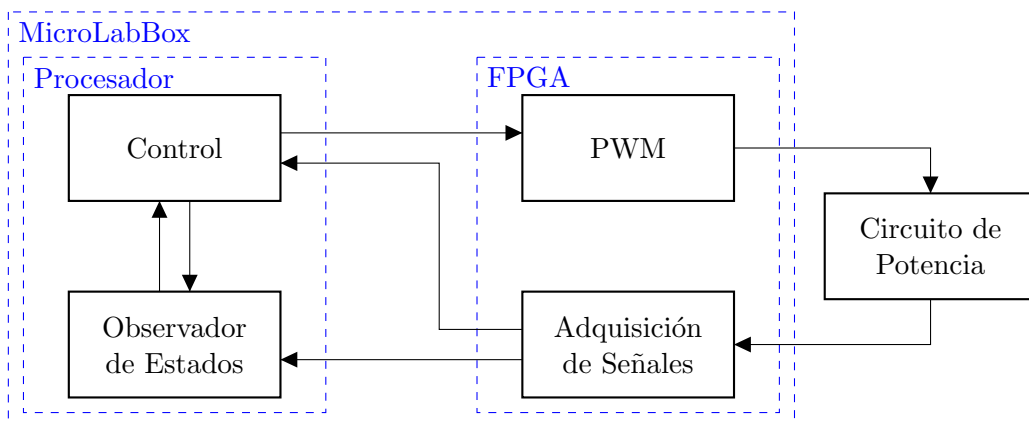 MicroLabBox
Procesador
FPGA
Control
PWM
Circuito de
Potencia
Observador
de Estados
Adquisición
de Señales